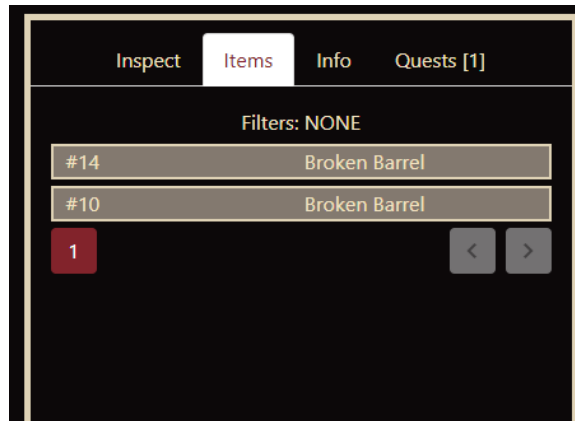 Inspect Items Info Quests [1]
Filters: NONE
#14 Broken Barrel
#10 Broken Barrel
1 < >